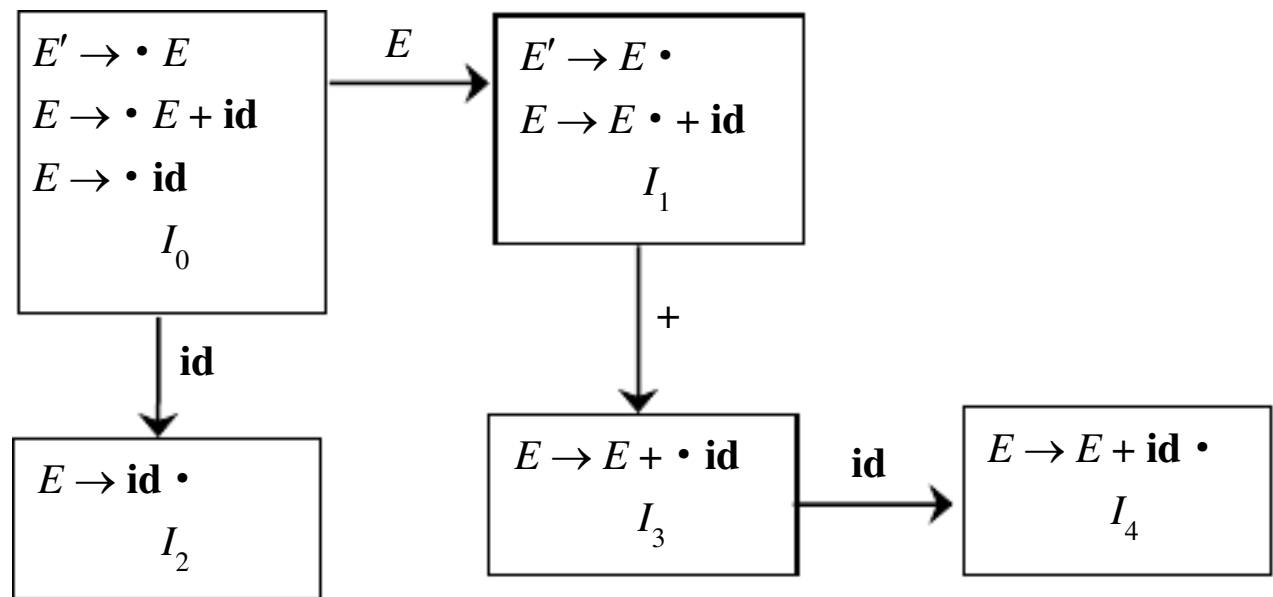 E′ → • E
E → • E + id
E → • id
I₀
E
E′ → E •
E → E • + id
I₁
id
+
E → id •
I₂
E → E + • id
I₃
id
E → E + id •
I₄